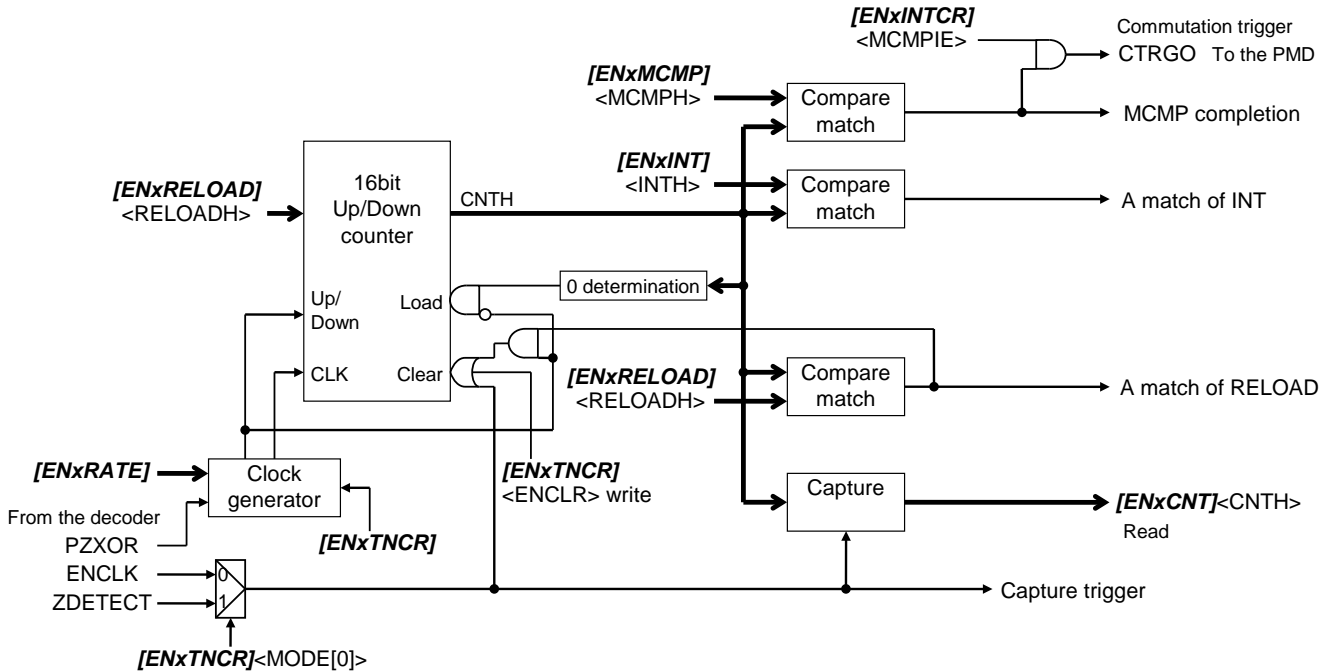 [ENxINTCR]
<MCMPIE>
Commutation trigger
CTRGO To the PMD
[ENxMCMP]
<MCMPH>
Compare
match
MCMP completion
[ENxRELOAD]
<RELOADH>
16bit
Up/Down
counter
CNTH
[ENxINT]
<INTH>
Compare
match
A match of INT
Up/
Down
Load
0 determination
CLK
Clear
[ENxRELOAD]
<RELOADH>
Compare
match
A match of RELOAD
[ENxRATE]
Clock
generator
[ENxTNCR]
<ENCLR> write
Capture
[ENxCNT]<CNTH>
Read
From the decoder
PZXOR
[ENxTNCR]
ENCLK
0
ZDETECT
1
Capture trigger
[ENxTNCR]<MODE[0]>